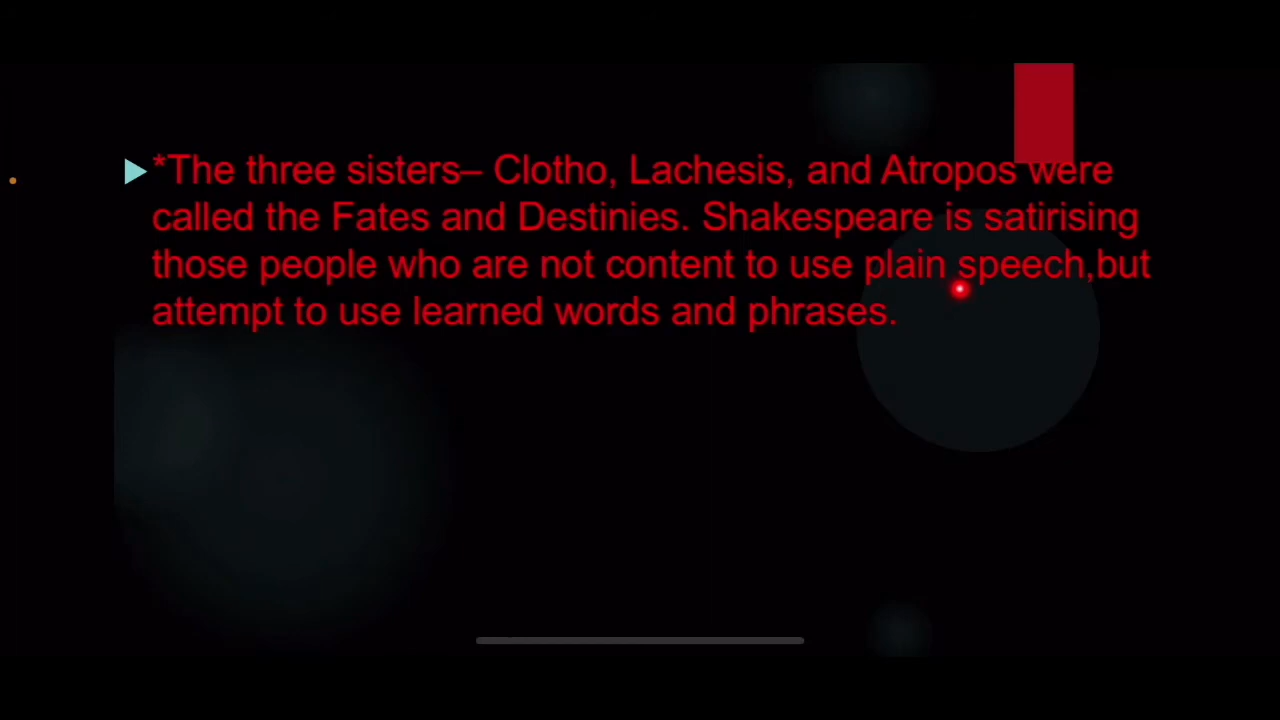 *The three sisters– Clotho, Lachesis, and Atropos were
called the Fates and Destinies. Shakespeare is satirising
those people who are not content to use plain speech,but
attempt to use learned words and phrases.